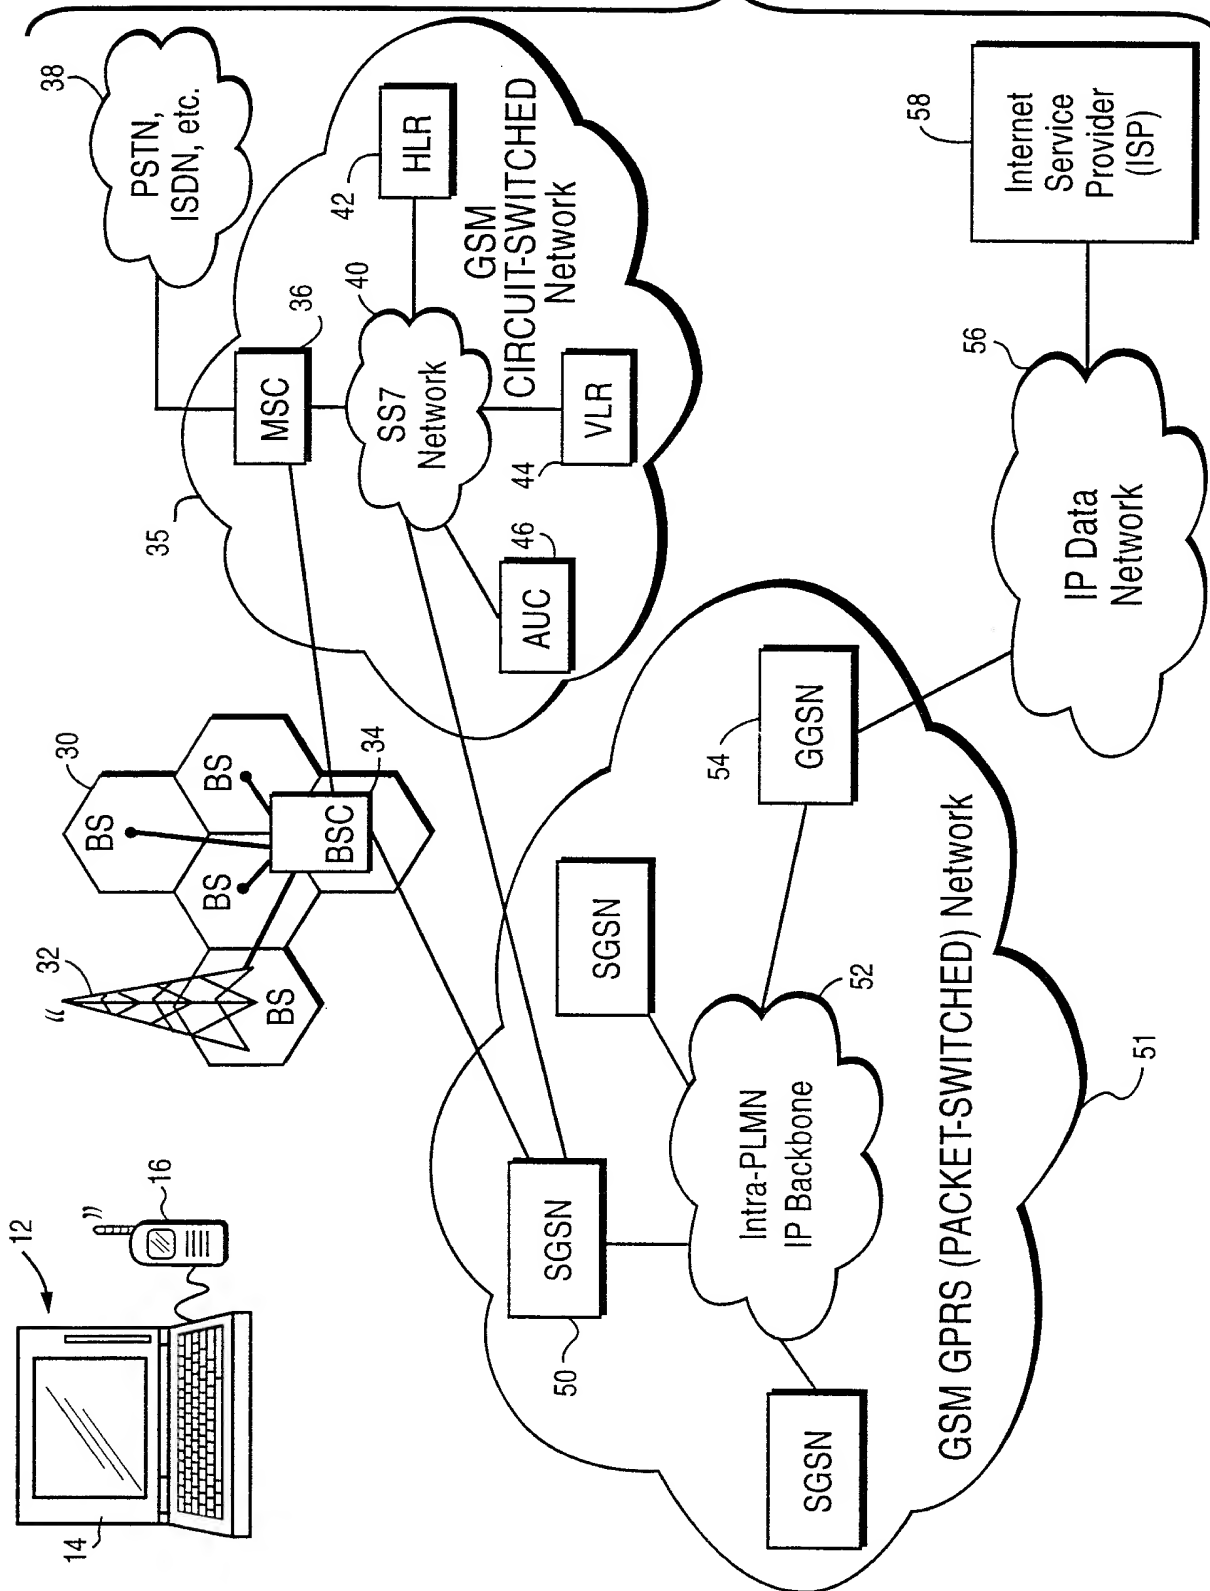 12
14
16
32
BS
BS
BS
BS
30
BSC
34
38
PSTN,
ISDN, etc.
35
MSC
36
SS7
Network
40
HLR
42
VLR
44
AUC
46
GSM
CIRCUIT-SWITCHED
Network
SGSN
50
SGSN
SGSN
Intra-PLMN
IP Backbone
52
GGSN
54
GSM GPRS (PACKET-SWITCHED) Network
51
IP Data
Network
56
Internet
Service
Provider
(ISP)
58